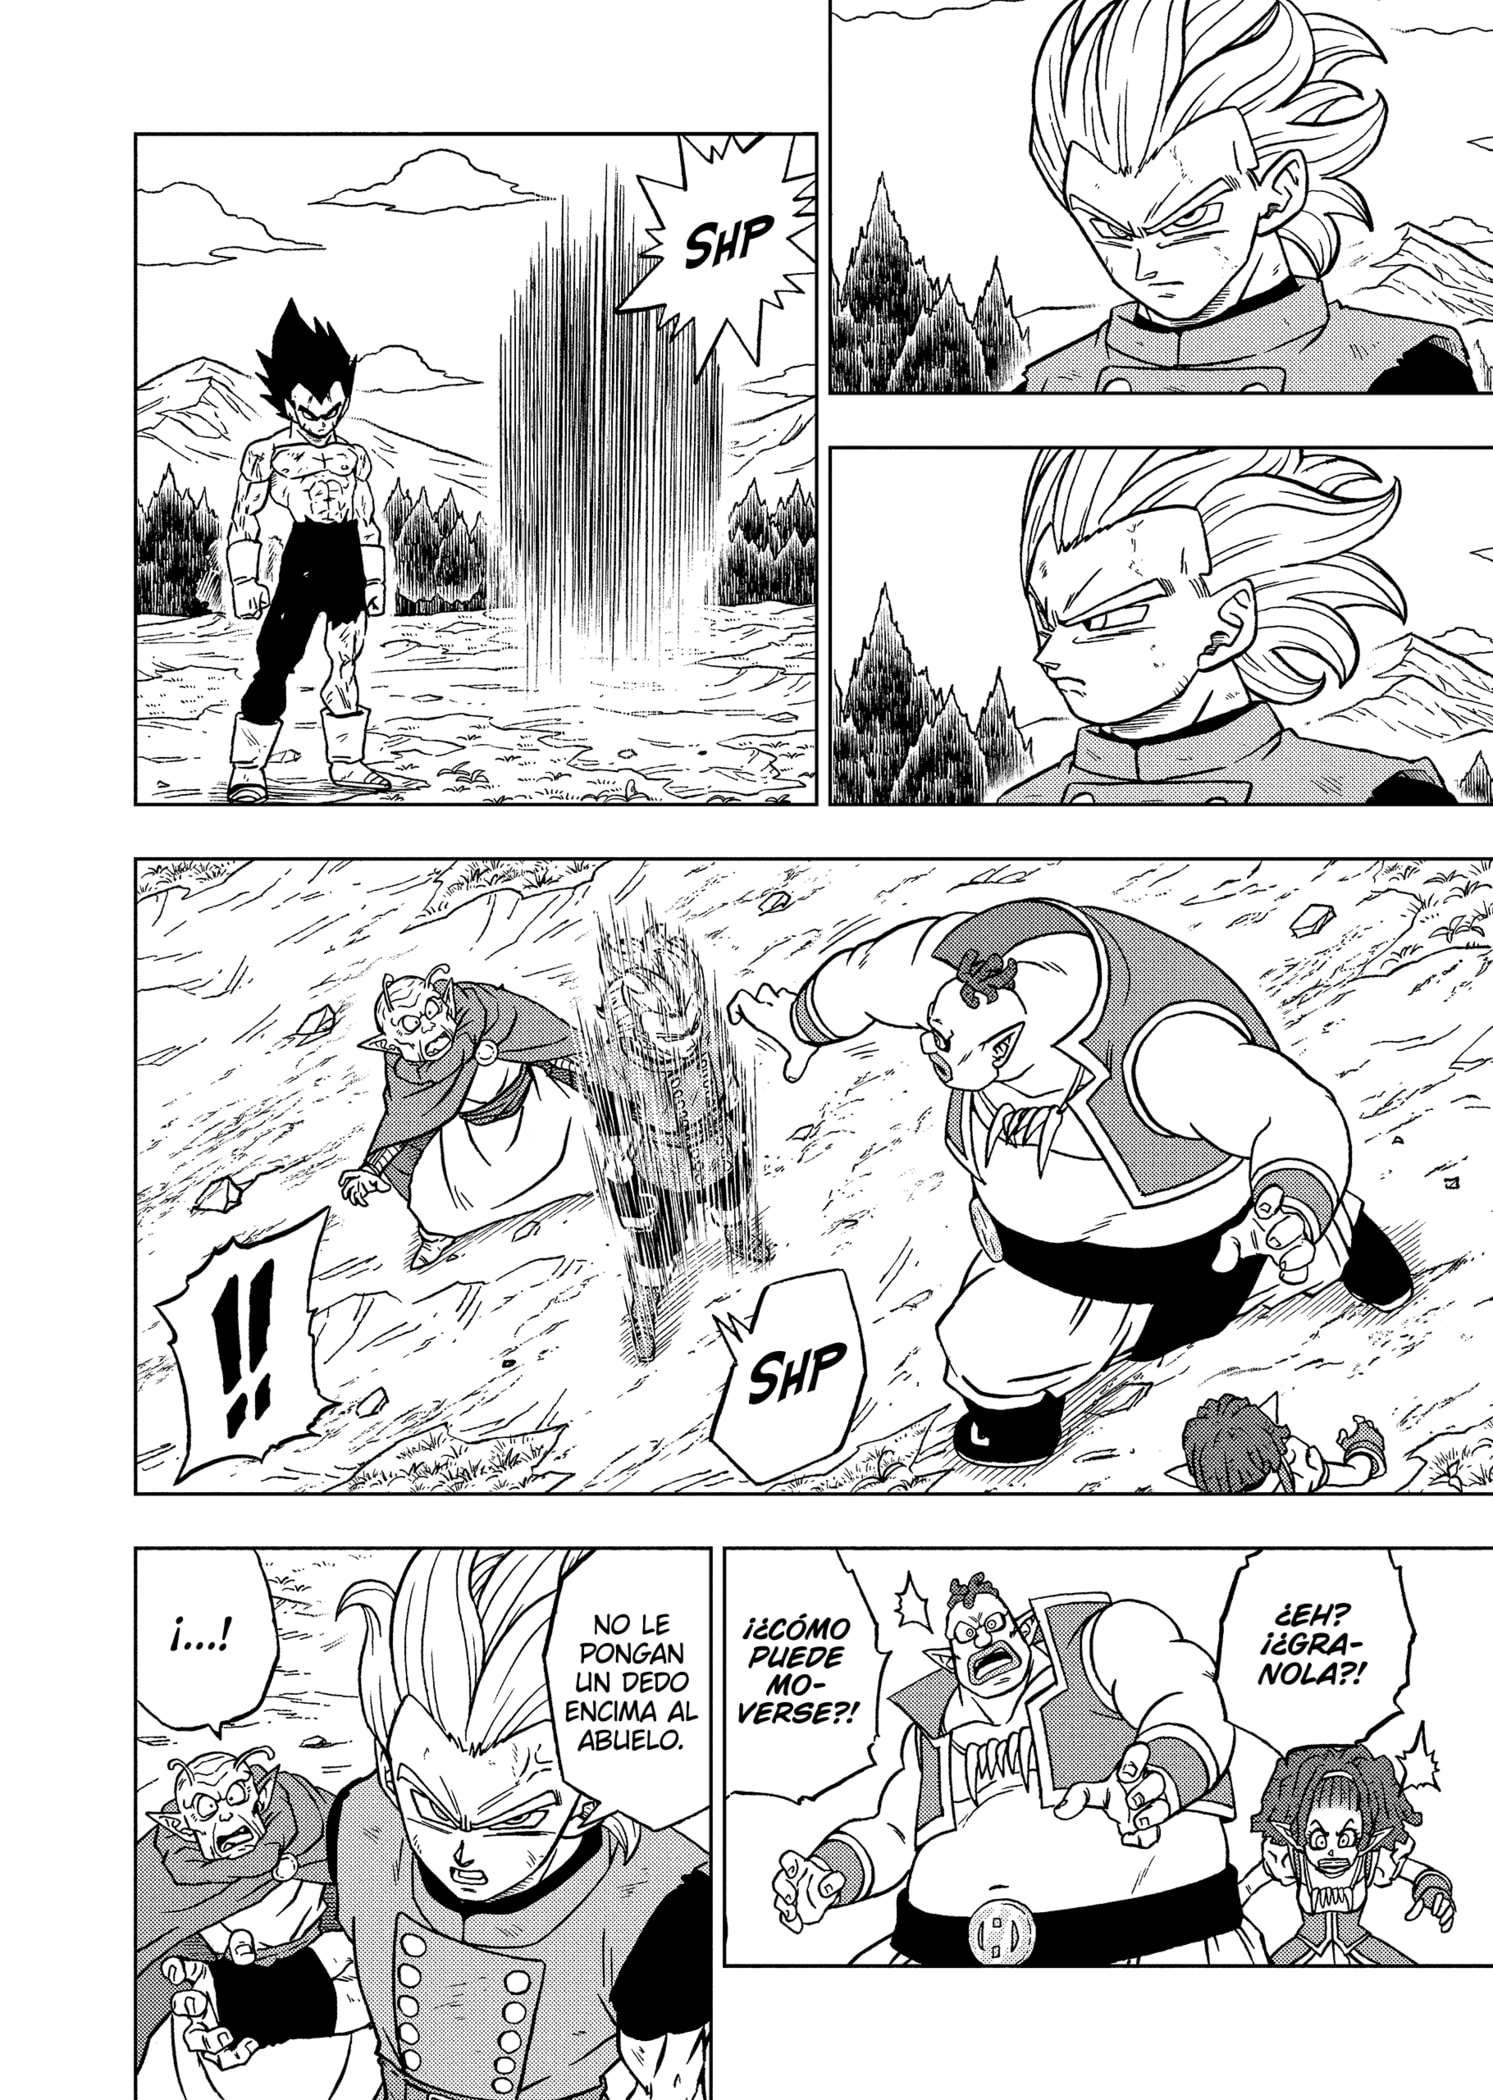 SHP
!!
SHP
¿EH?
¡¿GRA-
NOLA?!
¡¿CÓMO
PUEDE
MO-
VERSE?!
NO LE
PONGAN
UN DEDO
ENCIMA AL
ABUELO.
¡...!